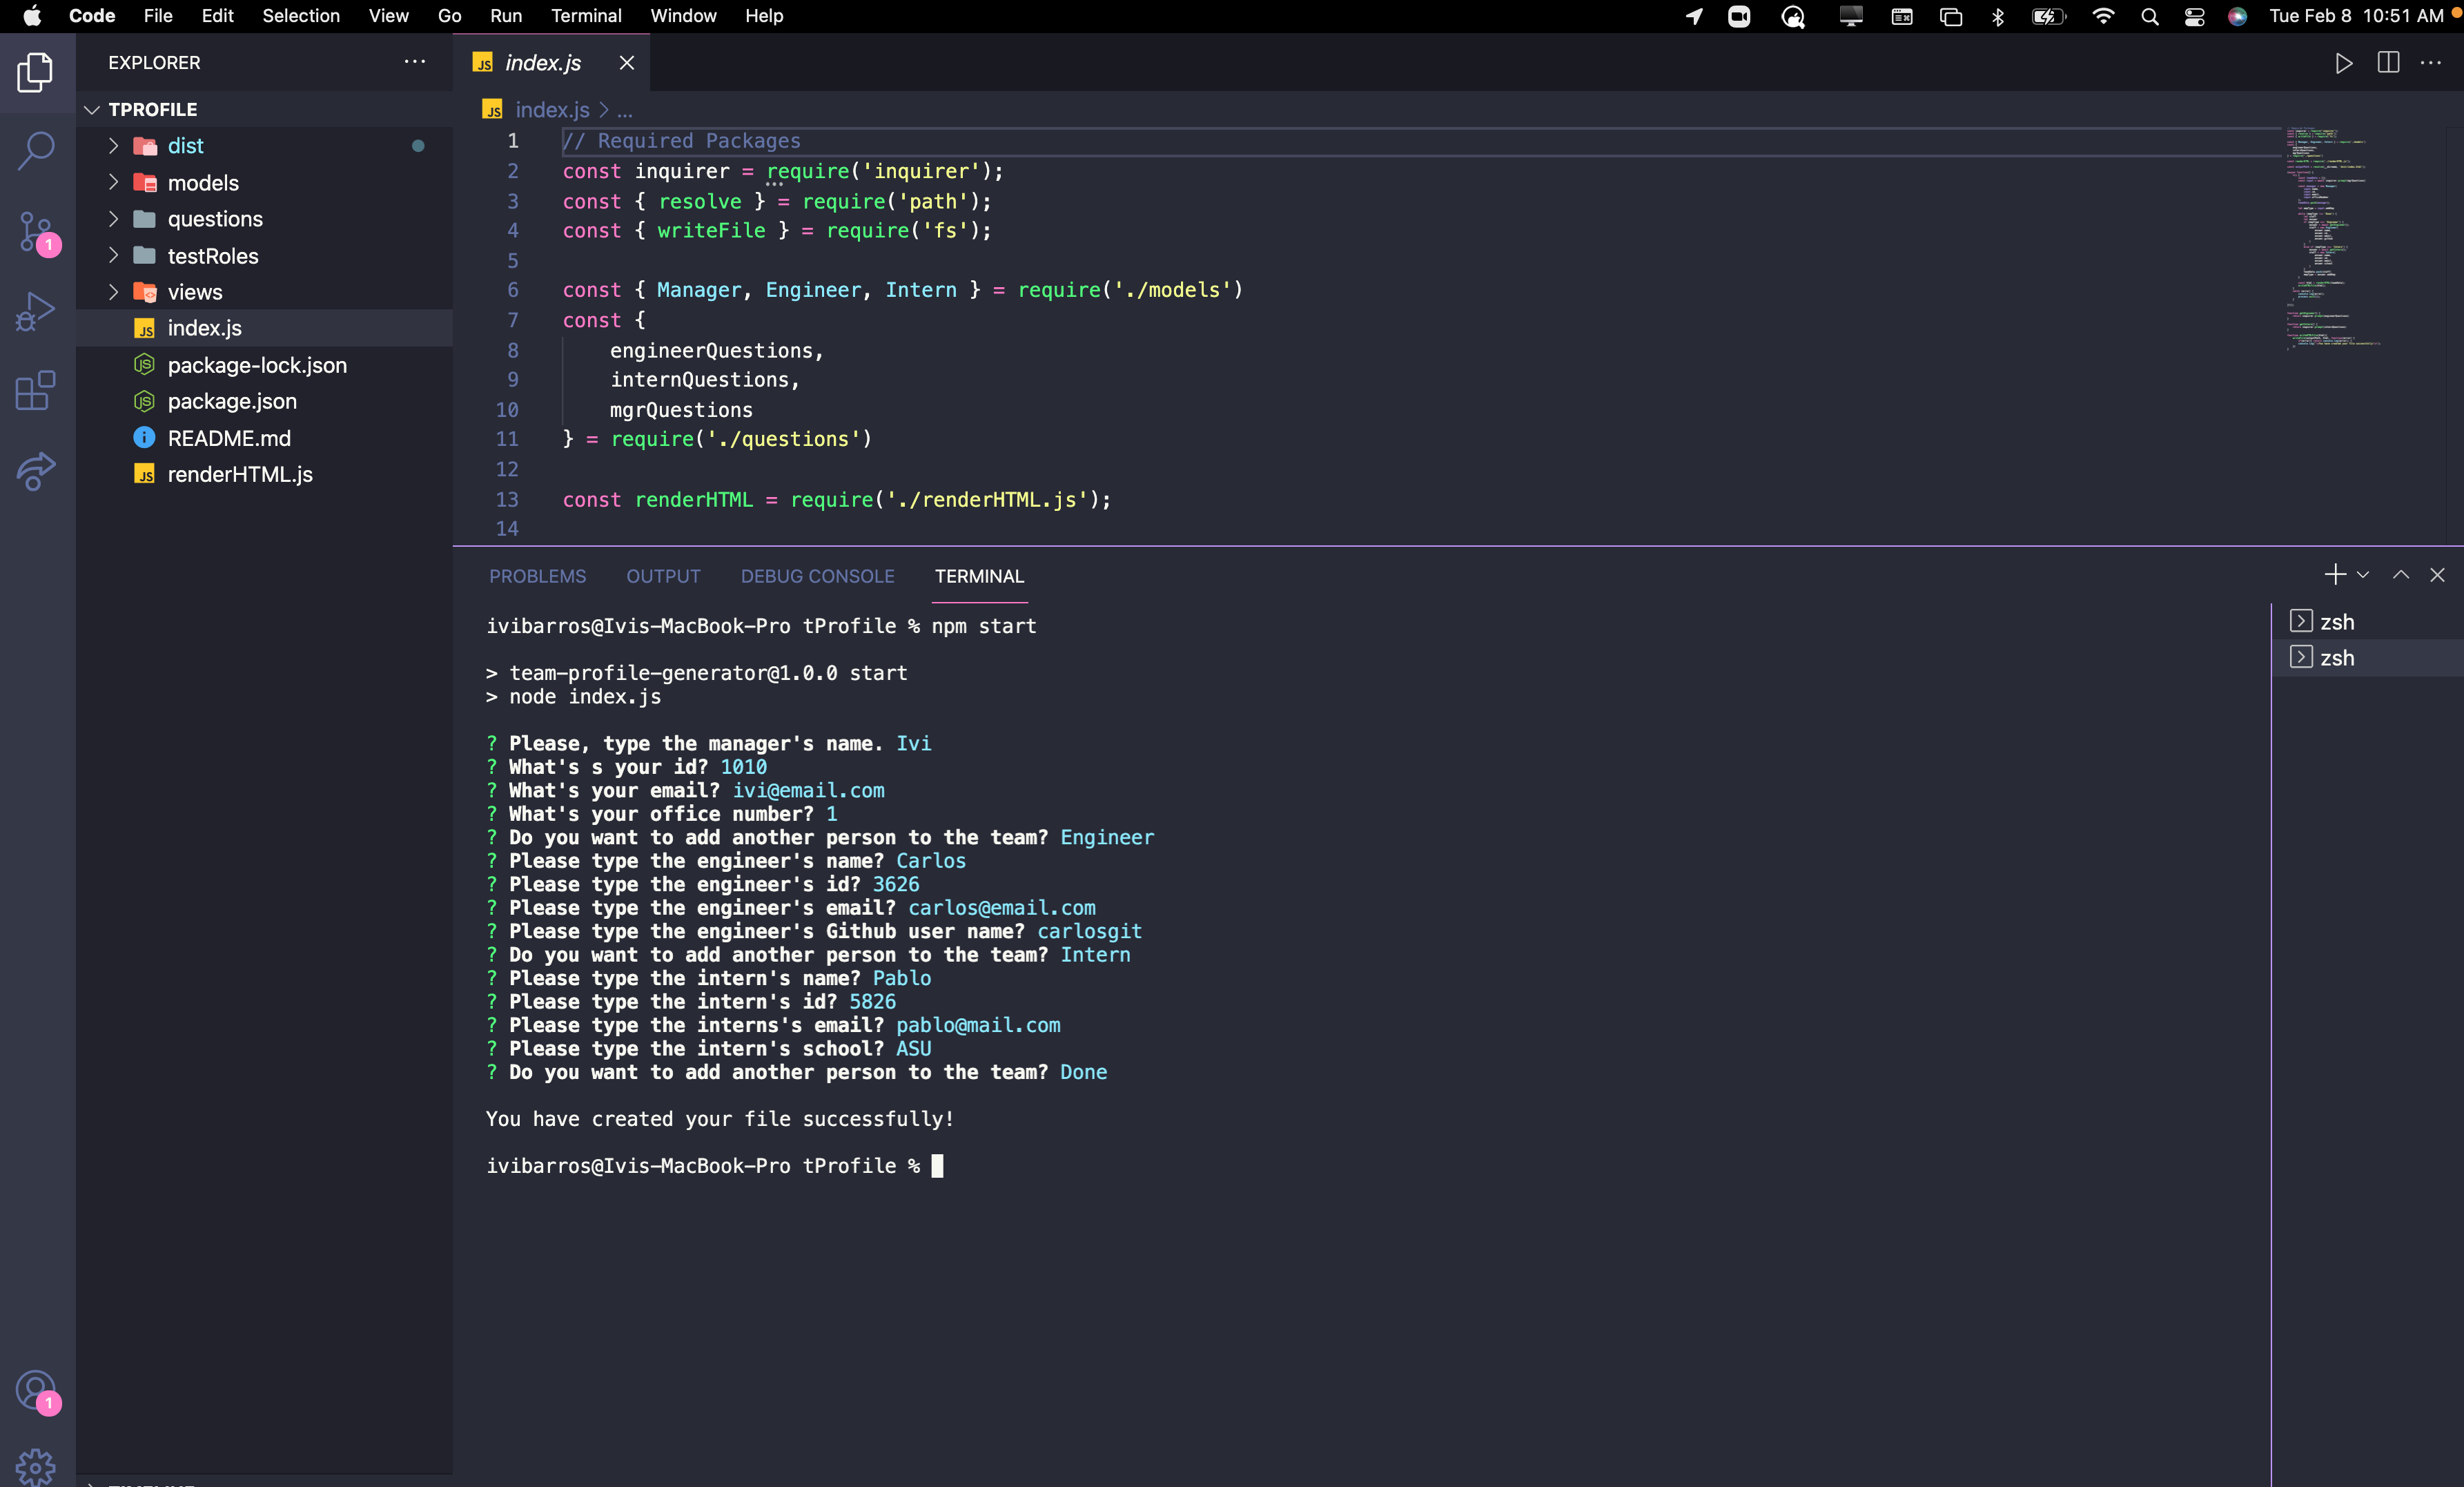 Code File Edit Selection View Go Run Terminal Window Help Tue Feb 8 10:51 AM
EXPLORER
TPROFILE
dist
models
questions
testRoles
views
JS index.js
package-lock.json
package.json
README.md
JS renderHTML.js
1
1
JS index.js
JS index.js > ...
1 // Required Packages
2 const inquirer = require('inquirer');
3 const { resolve } = require('path');
4 const { writeFile } = require('fs');
5
6 const { Manager, Engineer, Intern } = require('./models')
7 const {
8 engineerQuestions,
9 internQuestions,
10 mgrQuestions
11 } = require('./questions')
12
13 const renderHTML = require('./renderHTML.js');
14
PROBLEMS OUTPUT DEBUG CONSOLE TERMINAL
ivibarros@Ivis-MacBook-Pro tProfile % npm start
> team-profile-generator@1.0.0 start
> node index.js
? Please, type the manager's name. Ivi
? What's s your id? 1010
? What's your email? ivi@email.com
? What's your office number? 1
? Do you want to add another person to the team? Engineer
? Please type the engineer's name? Carlos
? Please type the engineer's id? 3626
? Please type the engineer's email? carlos@email.com
? Please type the engineer's Github user name? carlosgit
? Do you want to add another person to the team? Intern
? Please type the intern's name? Pablo
? Please type the intern's id? 5826
? Please type the interns's email? pablo@mail.com
? Please type the intern's school? ASU
? Do you want to add another person to the team? Done
You have created your file successfully!
ivibarros@Ivis-MacBook-Pro tProfile %
zsh
zsh